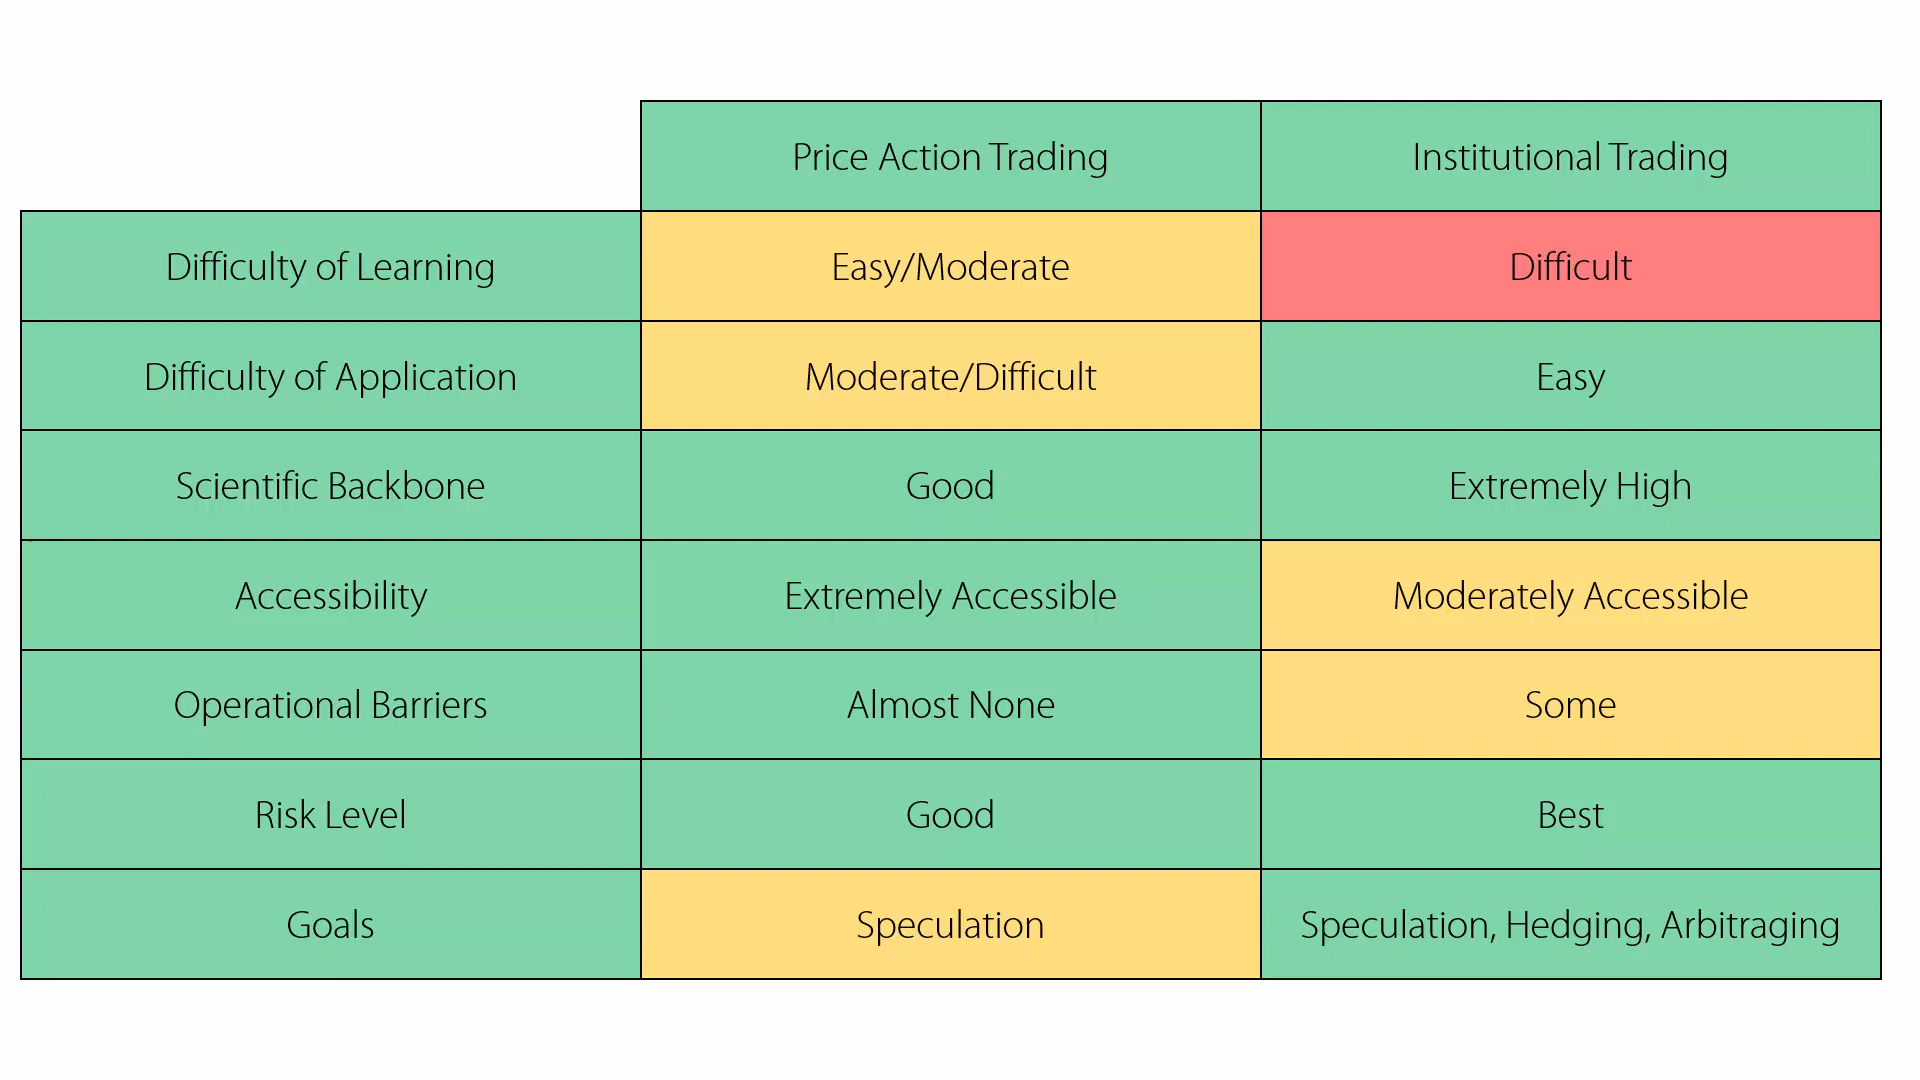 Price Action Trading
Institutional Trading
Difficulty of Learning
Easy/Moderate
Difficult
Difficulty of Application
Moderate/Difficult
Easy
Scientific Backbone
Good
Extremely High
Accessibility
Extremely Accessible
Moderately Accessible
Operational Barriers
Almost None
Some
Risk Level
Good
Best
Goals
Speculation
Speculation, Hedging, Arbitraging